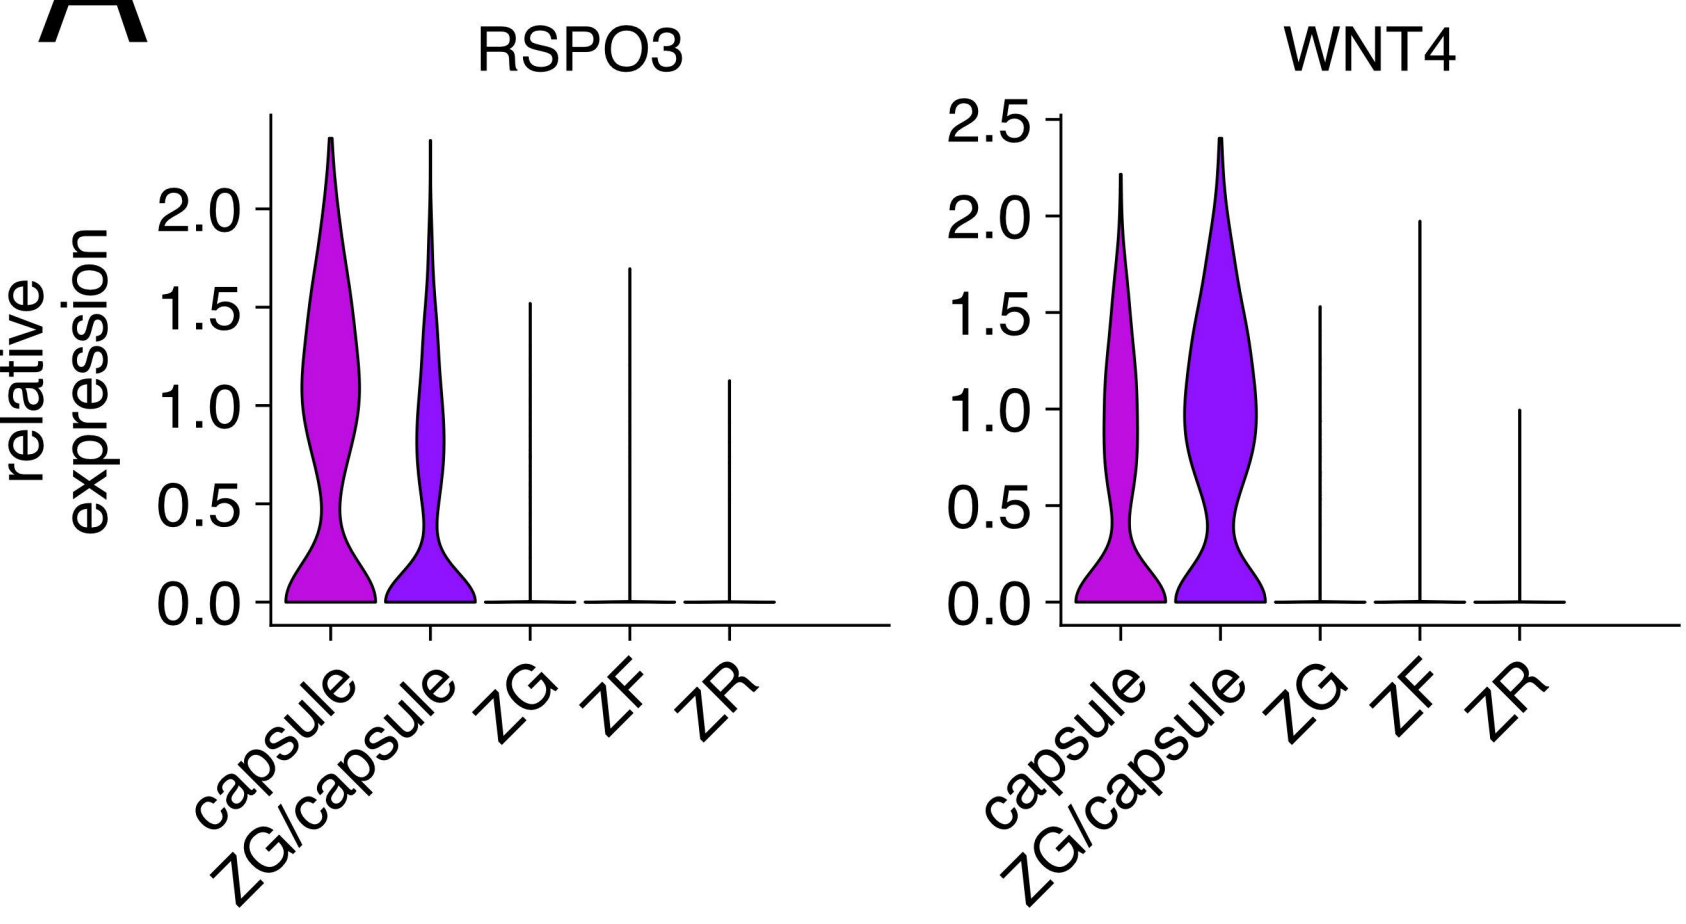 A
RSPO3
WNT4
relative
expression
2.0
1.5
1.0
0.5
0.0
2.5
2.0
1.5
1.0
0.5
0.0
capsule
ZG/capsule
ZG
ZF
ZR
capsule
ZG/capsule
ZG
ZF
ZR